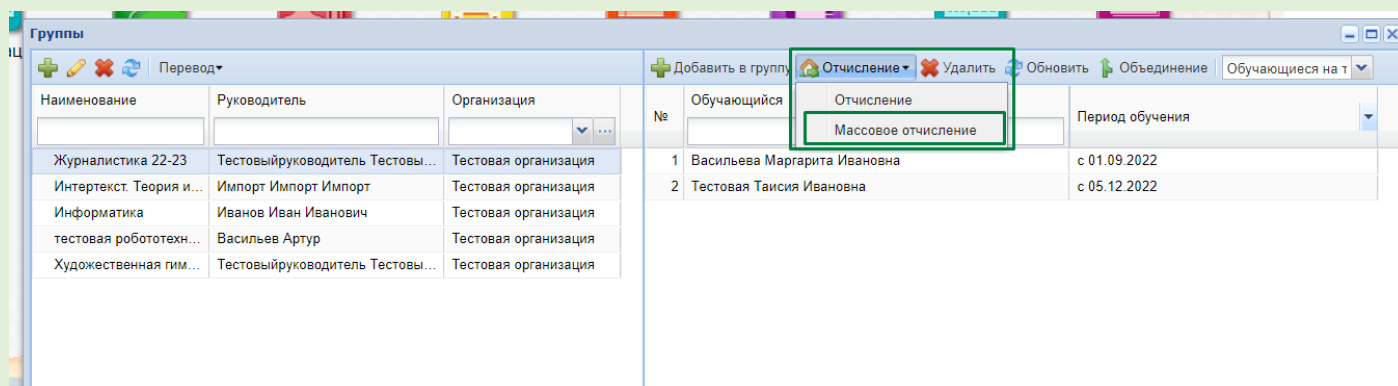 Группы
Перевод
Добавить в группу Отчисление Удалить Обновить Объединение Обучающиеся на т
Отчисление
Массовое отчисление
Наименование Руководитель Организация
№ Обучающийся Период обучения
Журналистика 22-23 Тестовыйруководитель Тестовы... Тестовая организация
Интертекст. Теория и... Импорт Импорт Импорт Тестовая организация
Информатика Иванов Иван Иванович Тестовая организация
тестовая робототехн... Васильев Артур Тестовая организация
Художественная гим... Тестовыйруководитель Тестовы... Тестовая организация
1 Васильева Маргарита Ивановна с 01.09.2022
2 Тестовая Таисия Ивановна с 05.12.2022